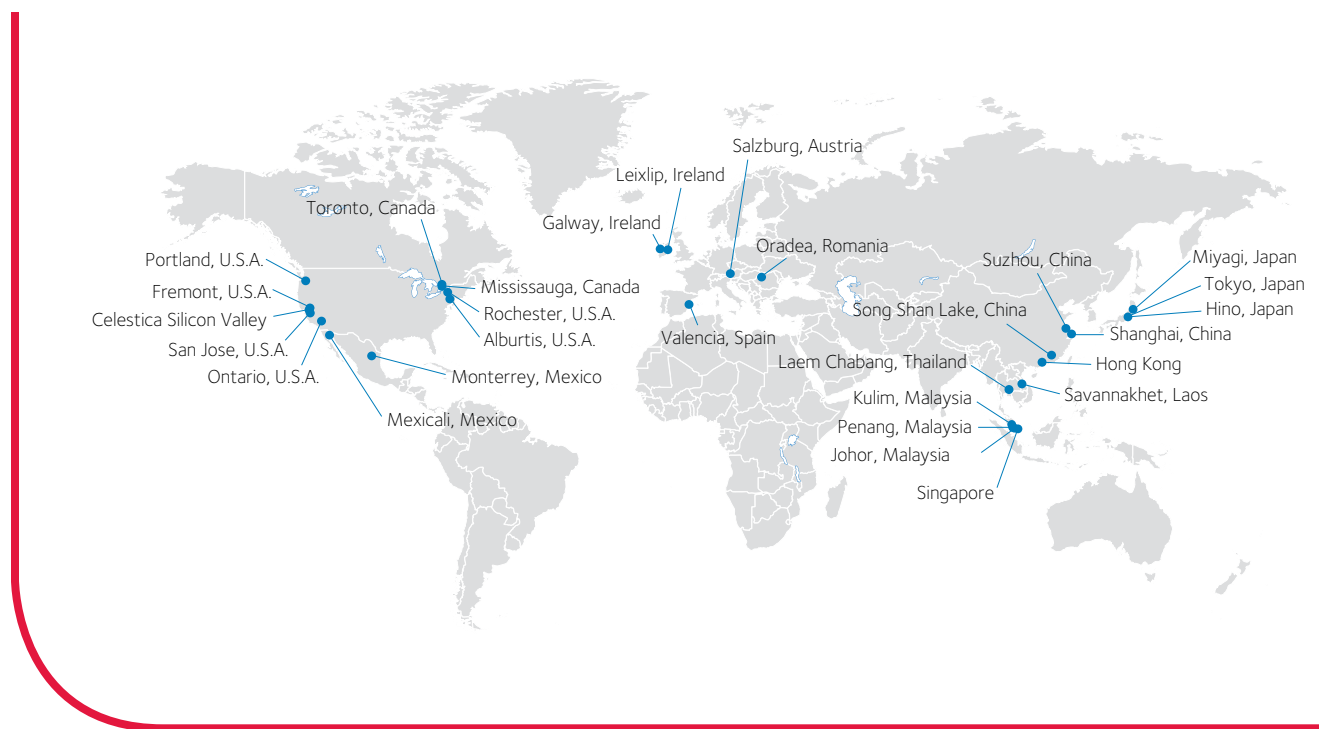 Salzburg, Austria
Leixlip, Ireland
Toronto, Canada
Galway, Ireland
Oradea, Romania
Portland, U.S.A.
Suzhou, China
Miyagi, Japan
Fremont, U.S.A.
Mississauga, Canada
Tokyo, Japan
Celestica Silicon Valley
Rochester, U.S.A.
Song Shan Lake, China
Hino, Japan
San Jose, U.S.A.
Alburtis, U.S.A.
Valencia, Spain
Shanghai, China
Ontario, U.S.A.
Monterrey, Mexico
Laem Chabang, Thailand
Hong Kong
Mexicali, Mexico
Kulim, Malaysia
Savannakhet, Laos
Penang, Malaysia
Johor, Malaysia
Singapore